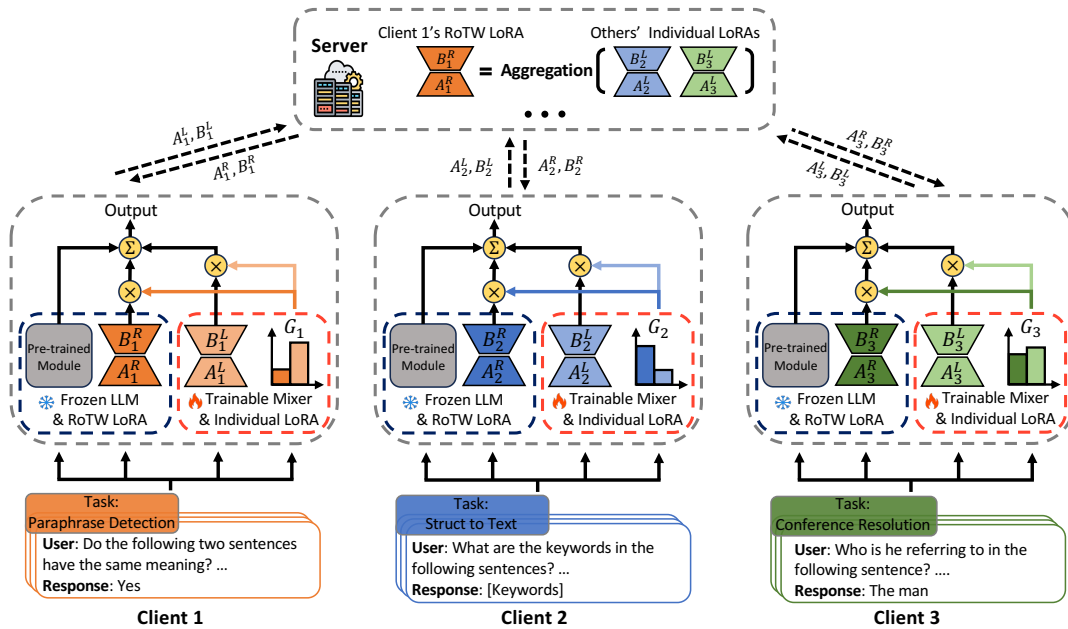 Server
Client 1's RoTW LoRA
Others' Individual LoRAs
B_1^R
A_1^R
= Aggregation
B_2^L
A_2^L
B_3^L
A_3^L
...
A_1^L, B_1^L
A_1^R, B_1^R
A_2^L, B_2^L
A_2^R, B_2^R
A_3^R, B_3^R
A_3^L, B_3^L
Output
Σ
×
×
Pre-trained
Module
B_1^R
A_1^R
B_1^L
A_1^L
G_1
Frozen LLM
& RoTW LoRA
Trainable Mixer
& Individual LoRA
Task:
Paraphrase Detection
User: Do the following two sentences
have the same meaning? ...
Response: Yes
Client 1
Output
Σ
×
×
Pre-trained
Module
B_2^R
A_2^R
B_2^L
A_2^L
G_2
Frozen LLM
& RoTW LoRA
Trainable Mixer
& Individual LoRA
Task:
Struct to Text
User: What are the keywords in the
following sentences? ...
Response: [Keywords]
Client 2
Output
Σ
×
×
Pre-trained
Module
B_3^R
A_3^R
B_3^L
A_3^L
G_3
Frozen LLM
& RoTW LoRA
Trainable Mixer
& Individual LoRA
Task:
Conference Resolution
User: Who is he referring to in the
following sentence? ....
Response: The man
Client 3